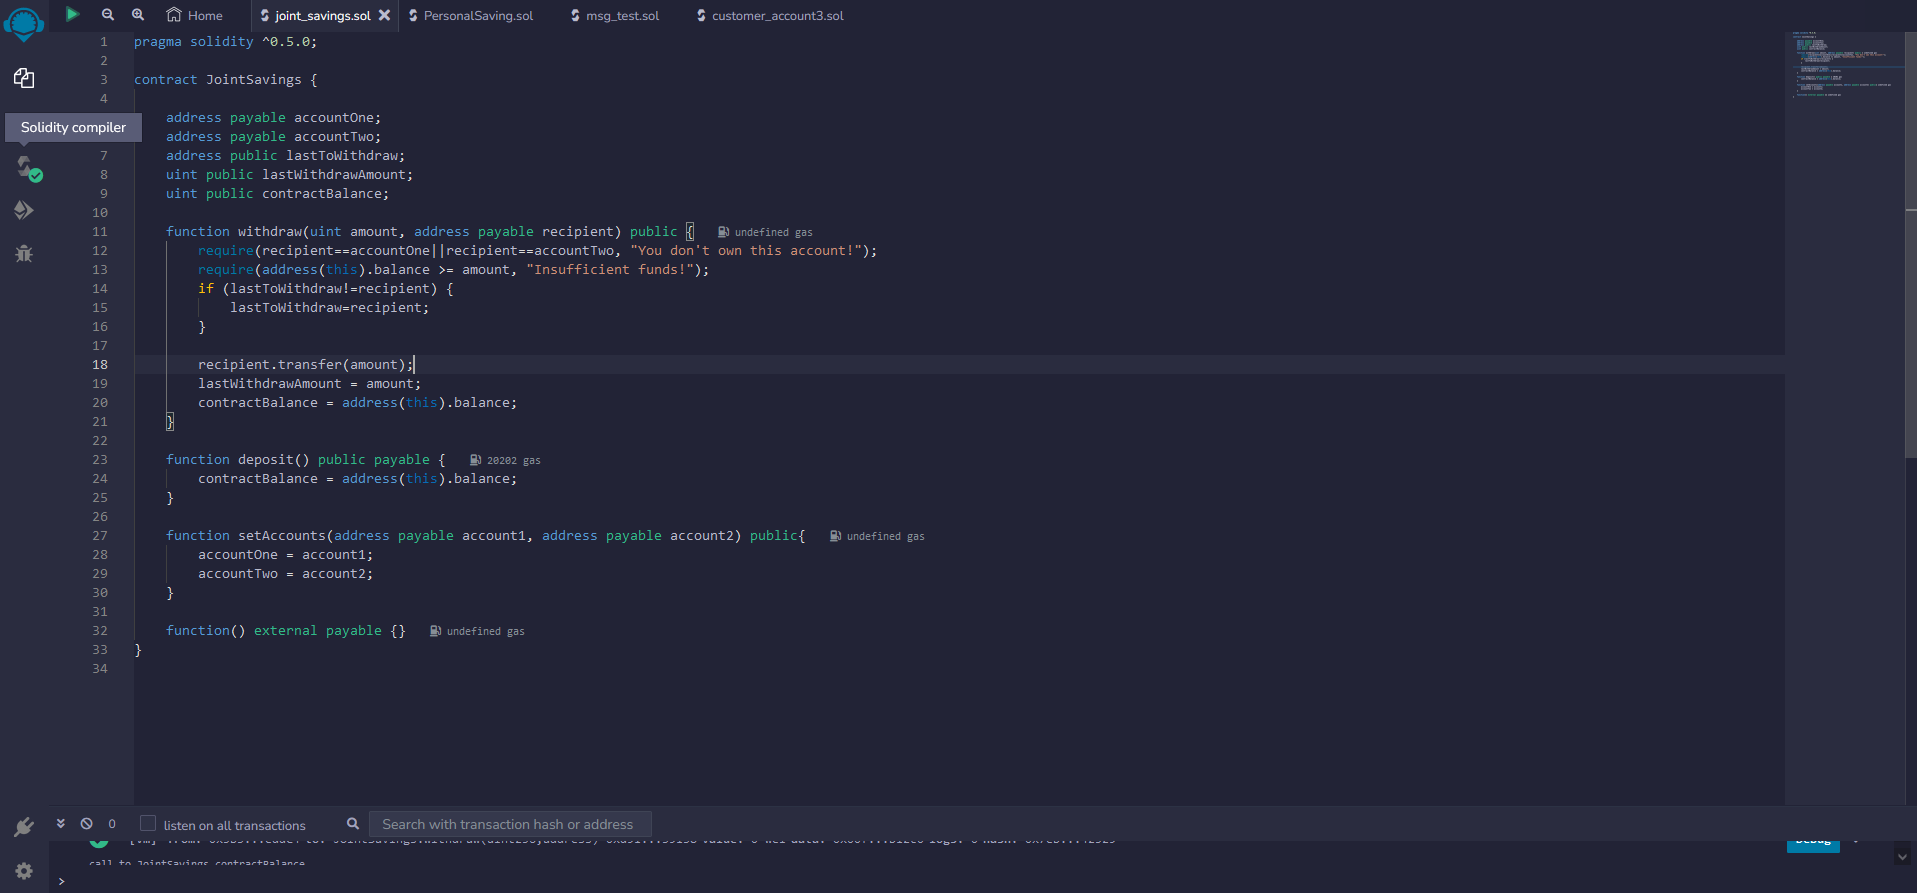 Home joint_savings.sol PersonalSaving.sol msg_test.sol customer_account3.sol
1 pragma solidity ^0.5.0;
2
3 contract JointSavings {
4
address payable accountOne;
Solidity compiler
address payable accountTwo;
7 address public lastToWithdraw;
8 uint public lastWithdrawAmount;
9 uint public contractBalance;
10
11 function withdraw(uint amount, address payable recipient) public { undefined gas
12 require(recipient==accountOne||recipient==accountTwo, "You don't own this account!");
13 require(address(this).balance >= amount, "Insufficient funds!");
14 if (lastToWithdraw!=recipient) {
15 lastToWithdraw=recipient;
16 }
17
18 recipient.transfer(amount);
19 lastWithdrawAmount = amount;
20 contractBalance = address(this).balance;
21 }
22
23 function deposit() public payable { 20202 gas
24 contractBalance = address(this).balance;
25 }
26
27 function setAccounts(address payable account1, address payable account2) public{ undefined gas
28 accountOne = account1;
29 accountTwo = account2;
30 }
31
32 function() external payable {} undefined gas
33 }
34
0 listen on all transactions Search with transaction hash or address
call to JointSavings.contractBalance
>